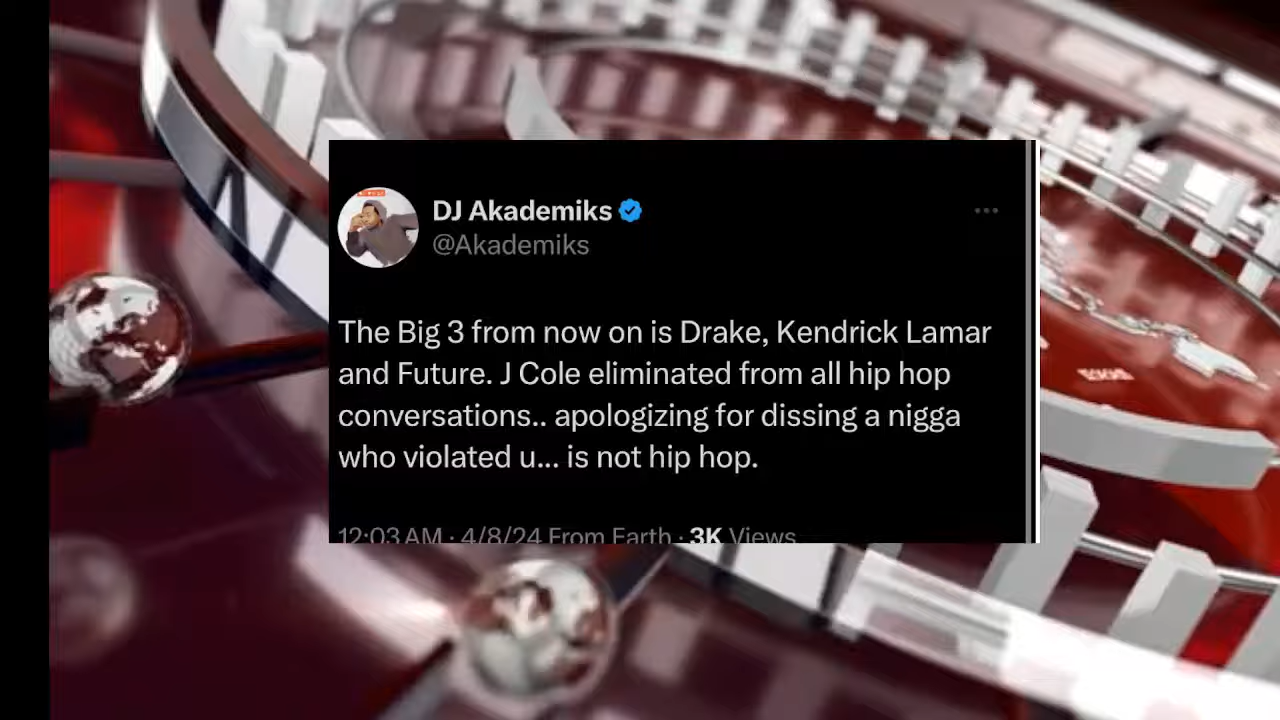 DJ Akademiks
@Akademiks
The Big 3 from now on is Drake, Kendrick Lamar
and Future. J Cole eliminated from all hip hop
conversations.. apologizing for dissing a nigga
who violated u... is not hip hop.
12:03 AM · 4/8/24 From Earth · 3K Views